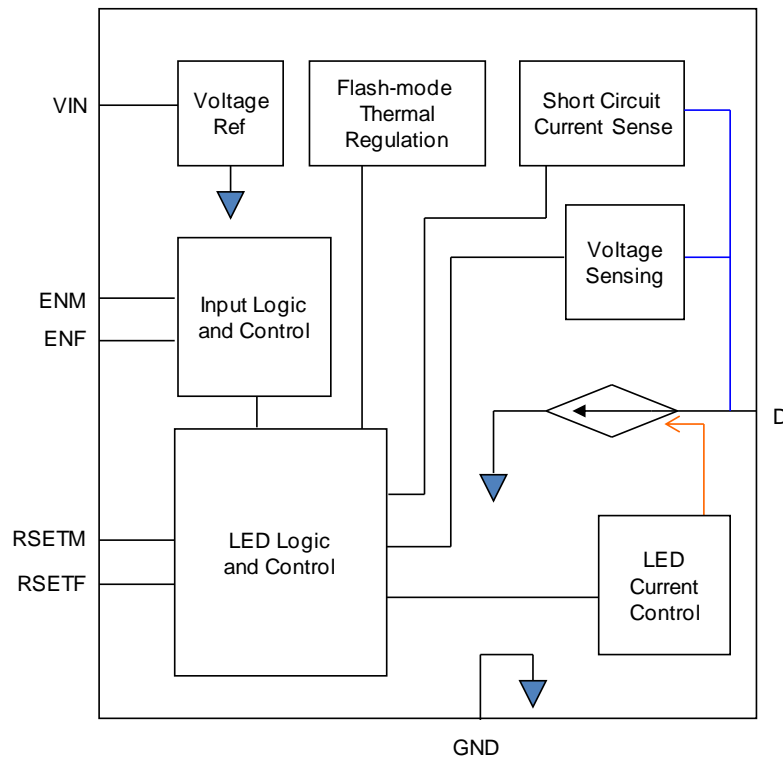 VIN
Voltage
Ref
Flash-mode
Thermal
Regulation
Short Circuit
Current Sense
Voltage
Sensing
ENM
ENF
Input Logic
and Control
RSETM
RSETF
LED Logic
and Control
LED
Current
Control
GND